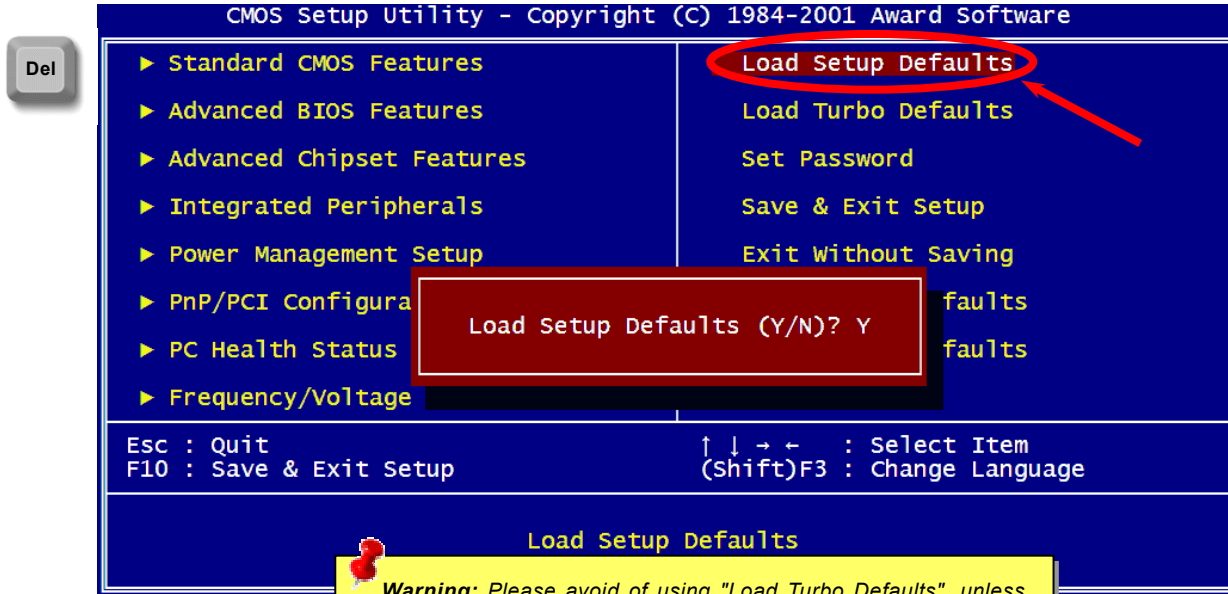 CMOS Setup Utility - Copyright (C) 1984-2001 Award Software
Del
► Standard CMOS Features
► Advanced BIOS Features
► Advanced Chipset Features
► Integrated Peripherals
► Power Management Setup
► PnP/PCI Configura
► PC Health Status
► Frequency/Voltage
Load Setup Defaults
Load Turbo Defaults
Set Password
Save & Exit Setup
Exit Without Saving
faults
faults
Load Setup Defaults (Y/N)? Y
Esc : Quit
F10 : Save & Exit Setup
↑ ↓ → ← : Select Item
(Shift)F3 : Change Language
Load Setup Defaults
Warning: Please avoid of using "Load Turbo Defaults", unless